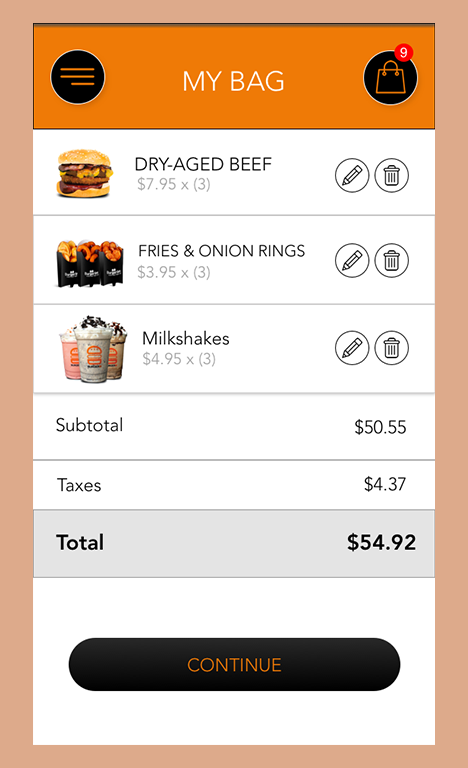 9
MY BAG
DRY-AGED BEEF
$7.95 x (3)
FRIES & ONION RINGS
$3.95 x (3)
Milkshakes
$4.95 x (3)
Subtotal $50.55
Taxes $4.37
Total $54.92
CONTINUE